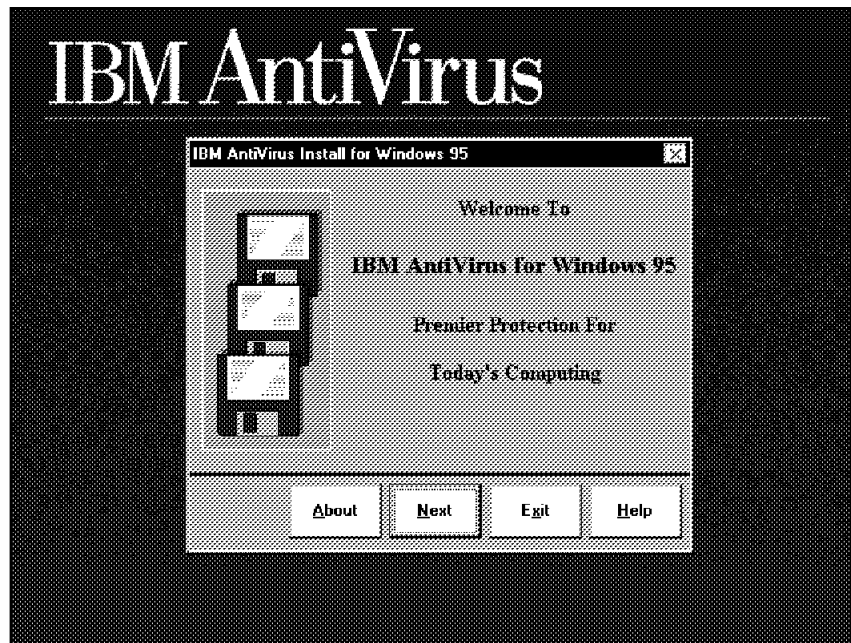 IBM AntiVirus
IBM AntiVirus Install for Windows 95
Welcome To
IBM AntiVirus for Windows 95
Premier Protection For
Today's Computing
About Next Exit Help